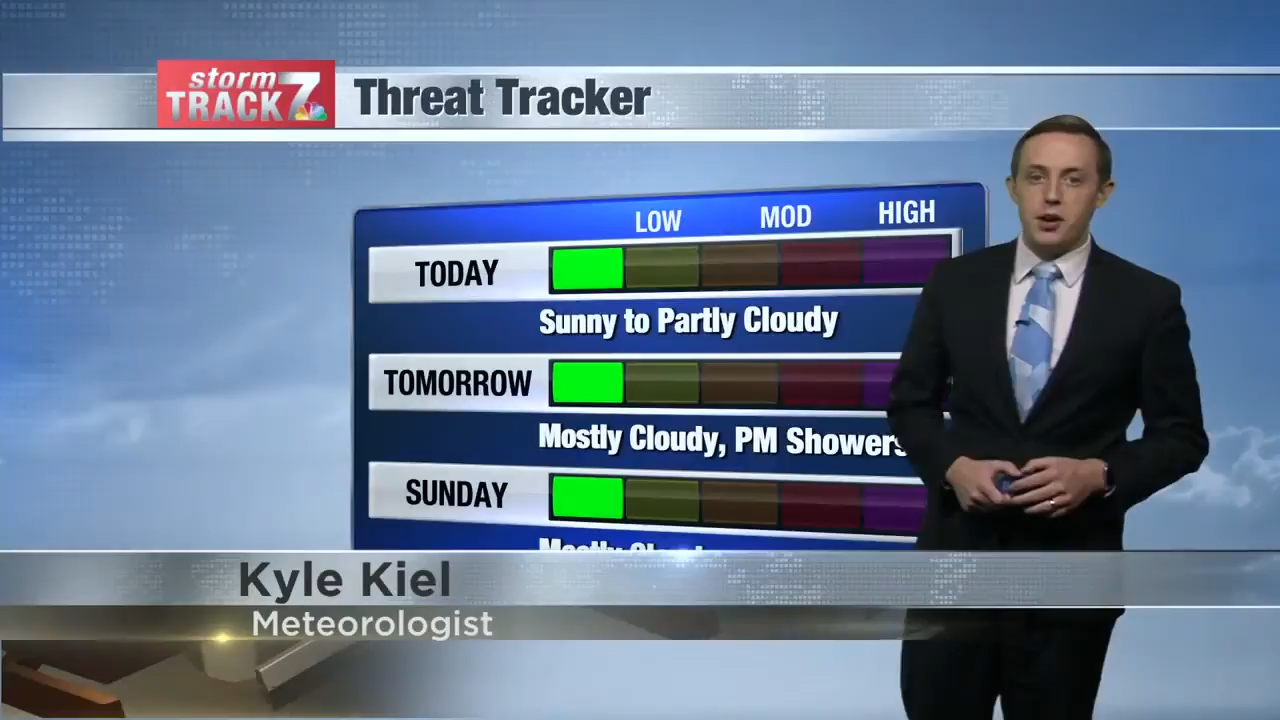 storm
TRACK 7
Threat Tracker
LOW MOD HIGH
TODAY
Sunny to Partly Cloudy
TOMORROW
Mostly Cloudy, PM Showers
SUNDAY
Mostly
Kyle Kiel
Meteorologist